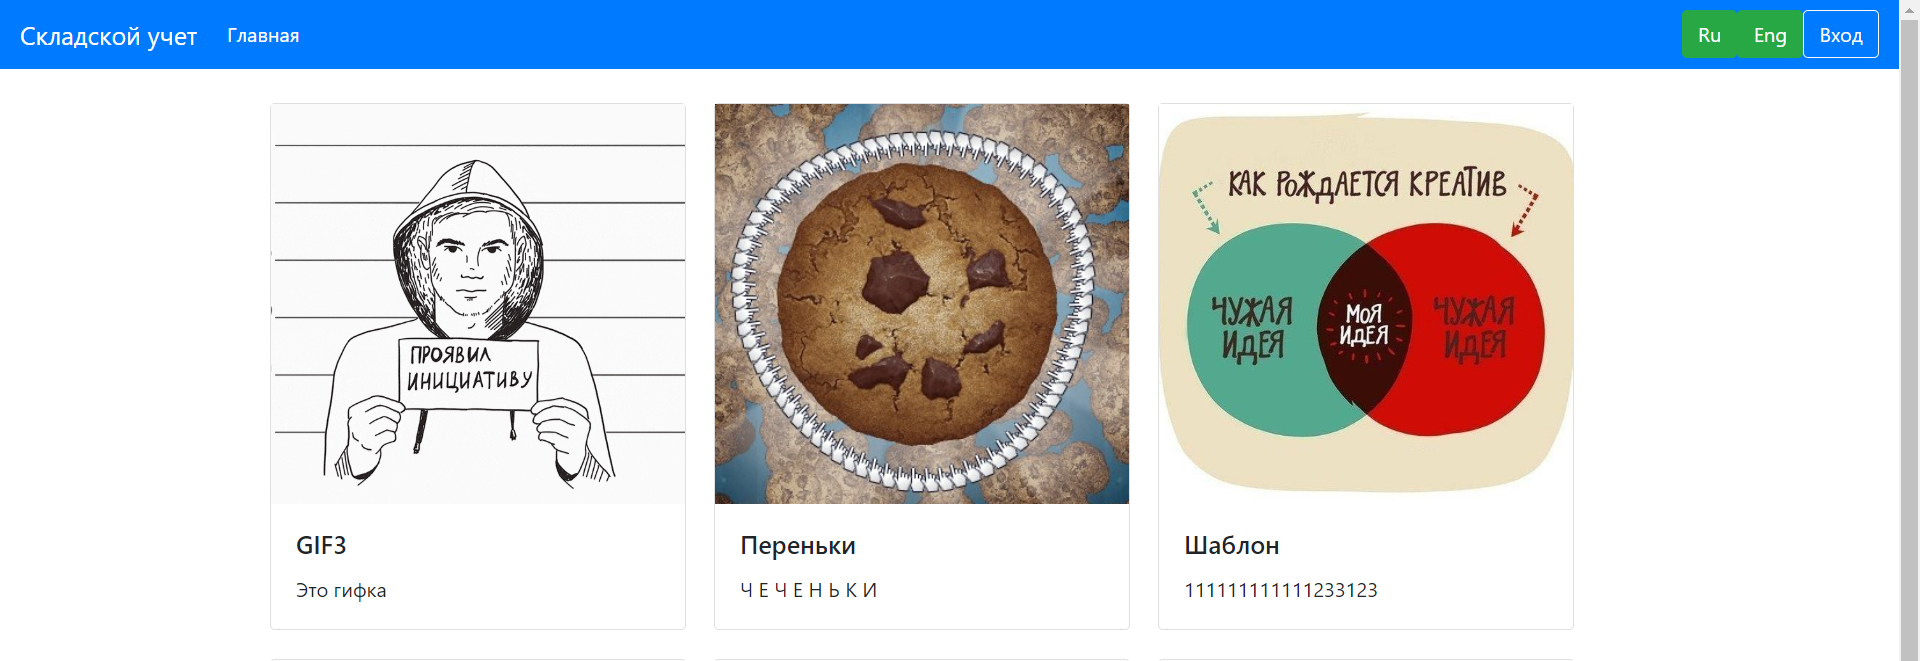 Складской учет
Главная
Ru
Eng
Вход
ПРОЯВИЛ
ИНИЦИАТИВУ
КАК РОЖДАЕТСЯ КРЕАТИВ
ЧУЖАЯ
ИДЕЯ
МОЯ
ИДЕЯ
ЧУЖАЯ
ИДЕЯ
GIF3
Это гифка
Переньки
Ч Е Ч Е Н Ь К И
Шаблон
111111111111233123